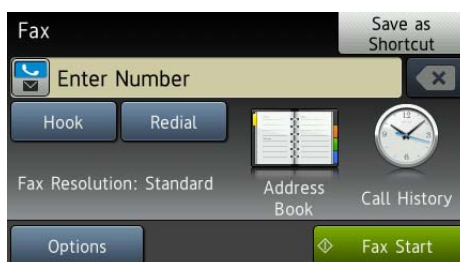 Fax
Save as
Shortcut
Enter Number
Hook
Redial
Fax Resolution: Standard
Address
Book
Call History
Options
Fax Start